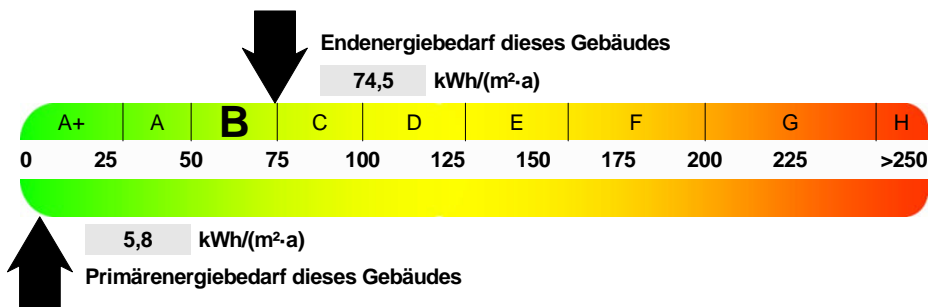 Endenergiebedarf dieses Gebäudes
74,5 kWh/(m²·a)
A+ A B C D E F G H
0 25 50 75 100 125 150 175 200 225 >250
5,8 kWh/(m²·a)
Primärenergiebedarf dieses Gebäudes